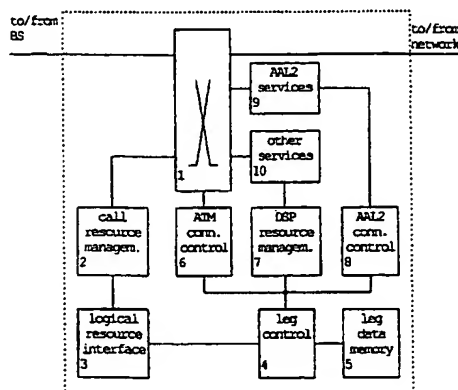 to/from
BS
to/from
network
AAL2
services
9
other
services
10
1
call
resource
managem.
2
ATM
conn.
control
6
DSP
resource
managem.
7
AAL2
conn.
control
8
logical
resource
interface
3
leg
control
4
leg
data
memory
5